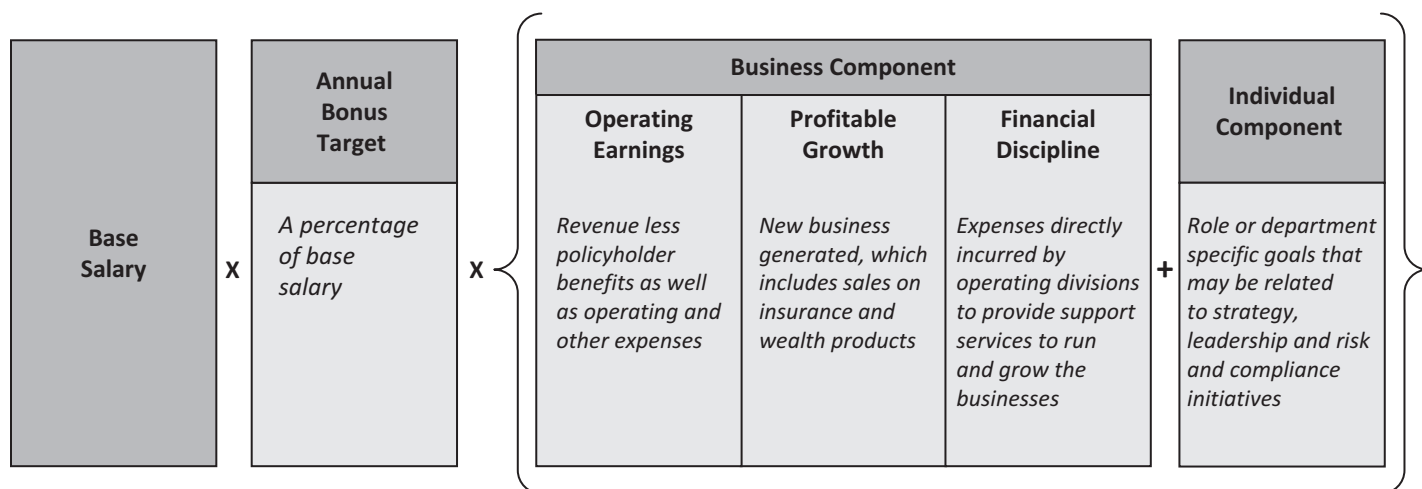 Base
Salary
X
Annual
Bonus
Target
A percentage
of base
salary
X
Business Component
Operating
Earnings
Revenue less
policyholder
benefits as well
as operating and
other expenses
Profitable
Growth
New business
generated, which
includes sales on
insurance and
wealth products
Financial
Discipline
Expenses directly
incurred by
operating divisions
to provide support
services to run
and grow the
businesses
+
Individual
Component
Role or department
specific goals that
may be related
to strategy,
leadership and risk
and compliance
initiatives